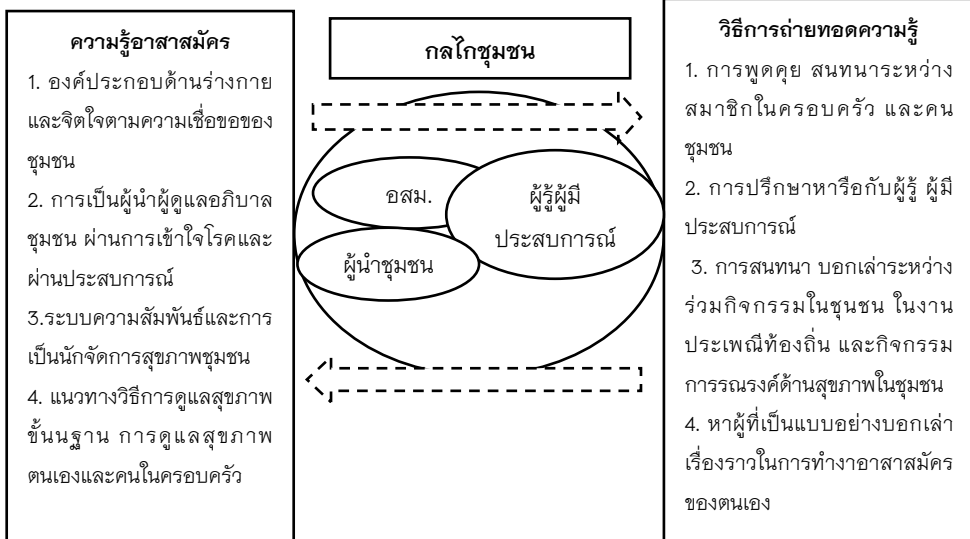 ความรู้อาสาสมัคร
1. องค์ประกอบด้านร่างกาย
และจิตใจตามความเชื่อขอของ
ชุมชน
2. การเป็นผู้นำผู้ดูแลอภิบาล
ชุมชน ผ่านการเข้าใจโรคและ
ผ่านประสบการณ์
3.ระบบความสัมพันธ์และการ
เป็นนักจัดการสุขภาพชุมชน
4. แนวทางวิธีการดูแลสุขภาพ
ขั้นนฐาน การดูแลสุขภาพ
ตนเองและคนในครอบครัว
กลไกชุมชน
อสม.
ผู้รู้ผู้มี
ประสบการณ์
ผู้นำชุมชน
วิธีการถ่ายทอดความรู้
1. การพูดคุย สนทนาระหว่าง
สมาชิกในครอบครัว และคน
ชุมชน
2. การปรึกษาหารือกับผู้รู้ ผู้มี
ประสบการณ์
3. การสนทนา บอกเล่าระหว่าง
ร่วมกิจกรรมในชุนชน ในงาน
ประเพณีท้องถิ่น และกิจกรรม
การรณรงค์ด้านสุขภาพในชุมชน
4. หาผู้ที่เป็นแบบอย่างบอกเล่า
เรื่องราวในการทำงาอาสาสมัคร
ของตนเอง